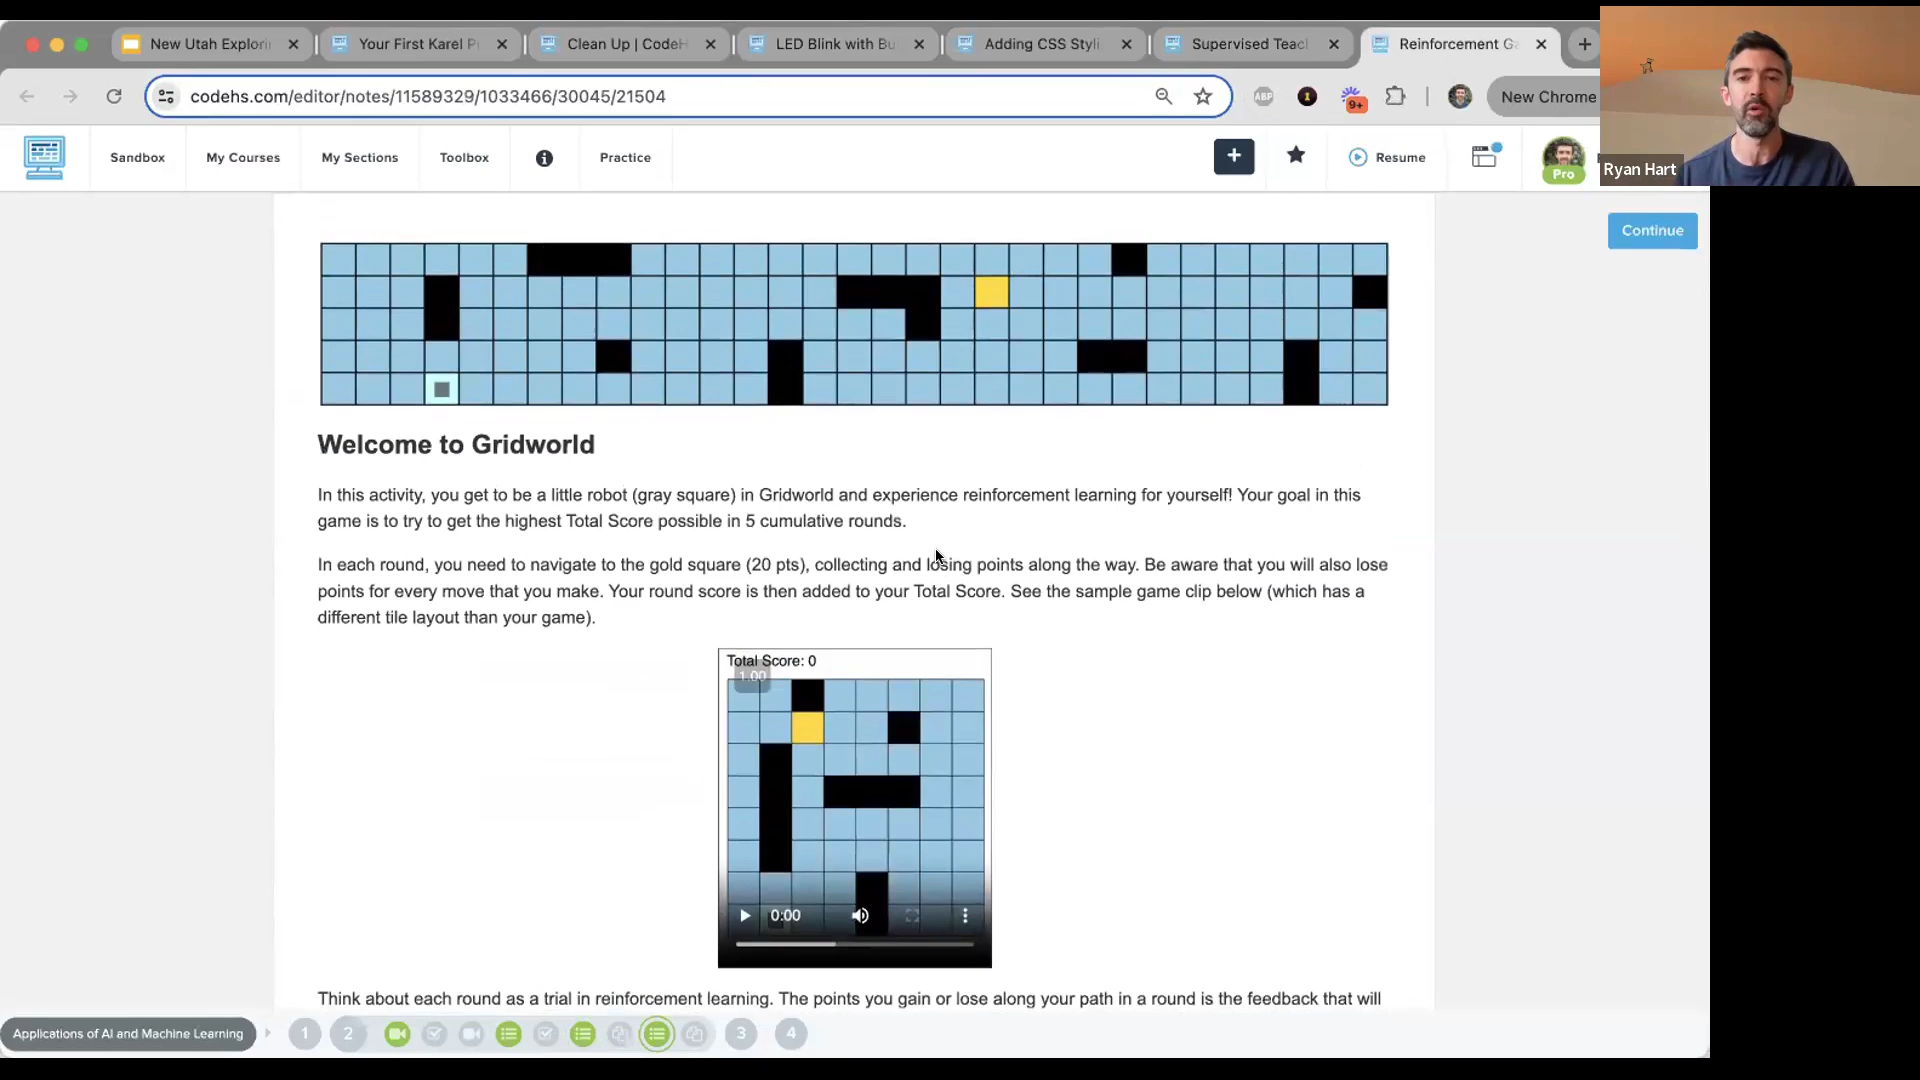 New Utah Explori
Your First Karel P
Clean Up | CodeH
LED Blink with Bu
Adding CSS Styli
Supervised Teac
Reinforcement Ga
codehs.com/editor/notes/11589329/1033466/30045/21504
ABP
9+
New Chrome
Sandbox
My Courses
My Sections
Toolbox
Practice
Resume
Pro
Ryan Hart
Continue
Welcome to Gridworld
In this activity, you get to be a little robot (gray square) in Gridworld and experience reinforcement learning for yourself! Your goal in this
game is to try to get the highest Total Score possible in 5 cumulative rounds.
In each round, you need to navigate to the gold square (20 pts), collecting and losing points along the way. Be aware that you will also lose
points for every move that you make. Your round score is then added to your Total Score. See the sample game clip below (which has a
different tile layout than your game).
Total Score: 0
1.00
0:00
Think about each round as a trial in reinforcement learning. The points you gain or lose along your path in a round is the feedback that will
Applications of AI and Machine Learning
1
2
3
4